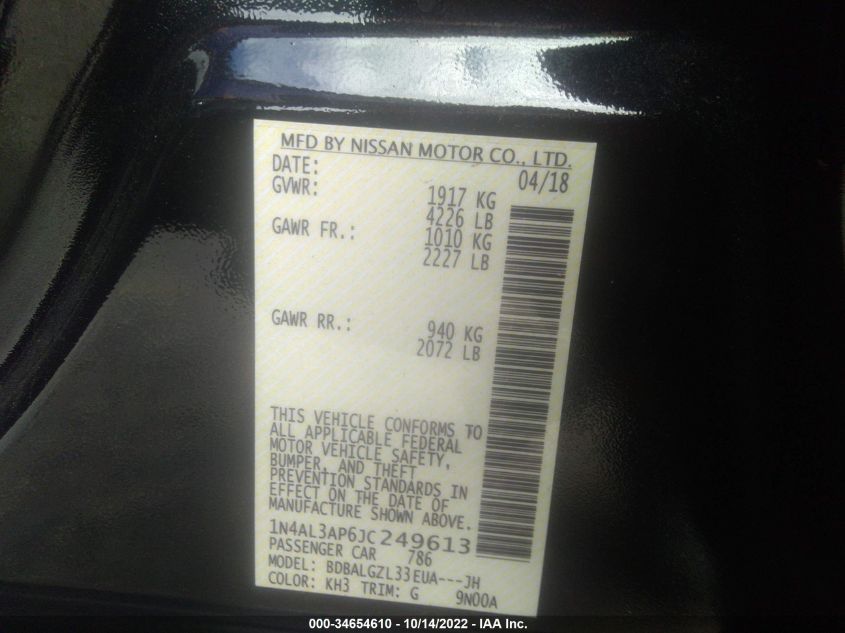 MFD BY NISSAN MOTOR CO., LTD.
DATE: 04/18
GVWR: 1917 KG
4226 LB
GAWR FR.: 1010 KG
2227 LB
GAWR RR.: 940 KG
2072 LB
THIS VEHICLE CONFORMS TO
ALL APPLICABLE FEDERAL
MOTOR VEHICLE SAFETY,
BUMPER, AND THEFT
PREVENTION STANDARDS IN
EFFECT ON THE DATE OF
MANUFACTURE SHOWN ABOVE.
1N4AL3AP6JC249613
PASSENGER CAR 786
MODEL: BDBALGZL33EUA---JH
COLOR: KH3 TRIM: G 9N00A
000-34654610 - 10/14/2022 - IAA Inc.